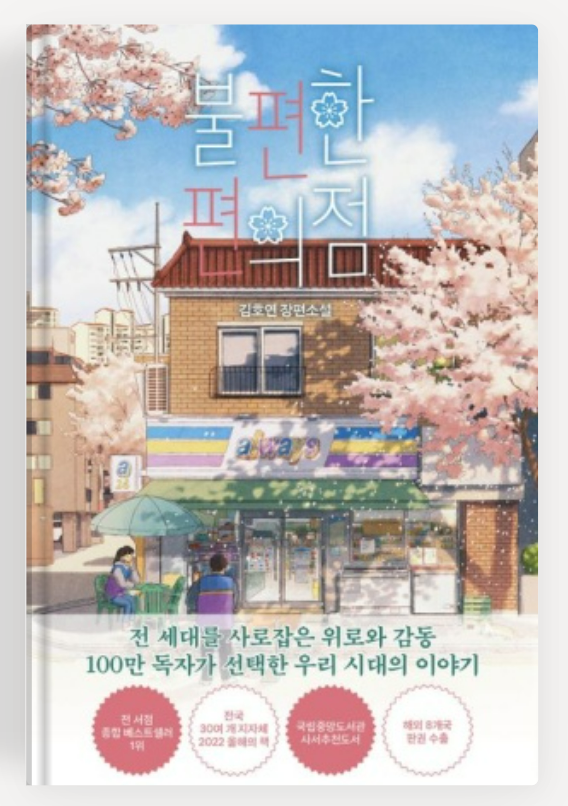 불편한
편의점
김호연 장편소설
always
a
24
전 세대를 사로잡은 위로와 감동
100만 독자가 선택한 우리 시대의 이야기
전 서점
종합 베스트셀러
1위
전국
30여 개 지자체
2022 올해의 책
국립중앙도서관
사서추천도서
해외 8개국
판권 수출